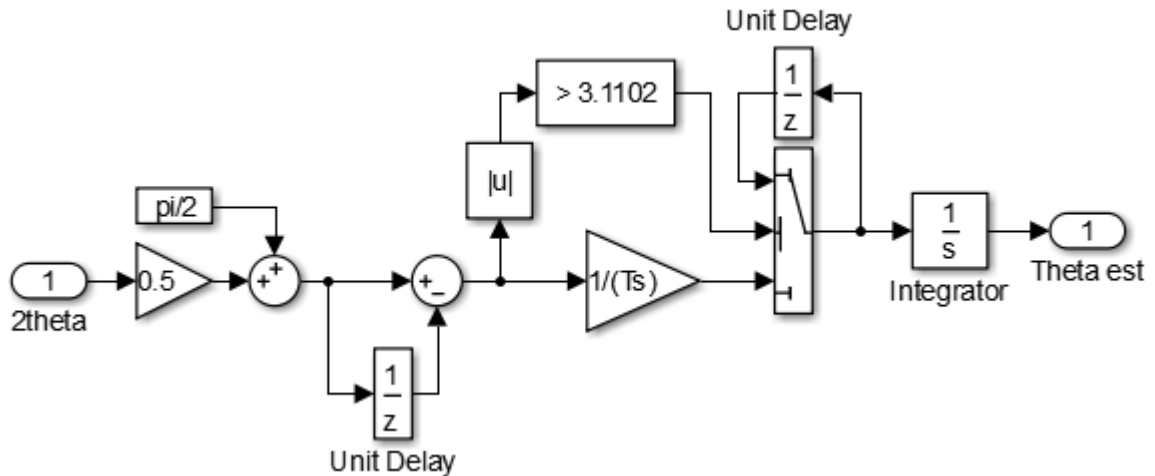 Unit Delay
1
z
> 3.1102
|u|
pi/2
+
+
+
−
1
2theta
0.5
1/(Ts)
1
s
Integrator
1
Theta est
1
z
Unit Delay